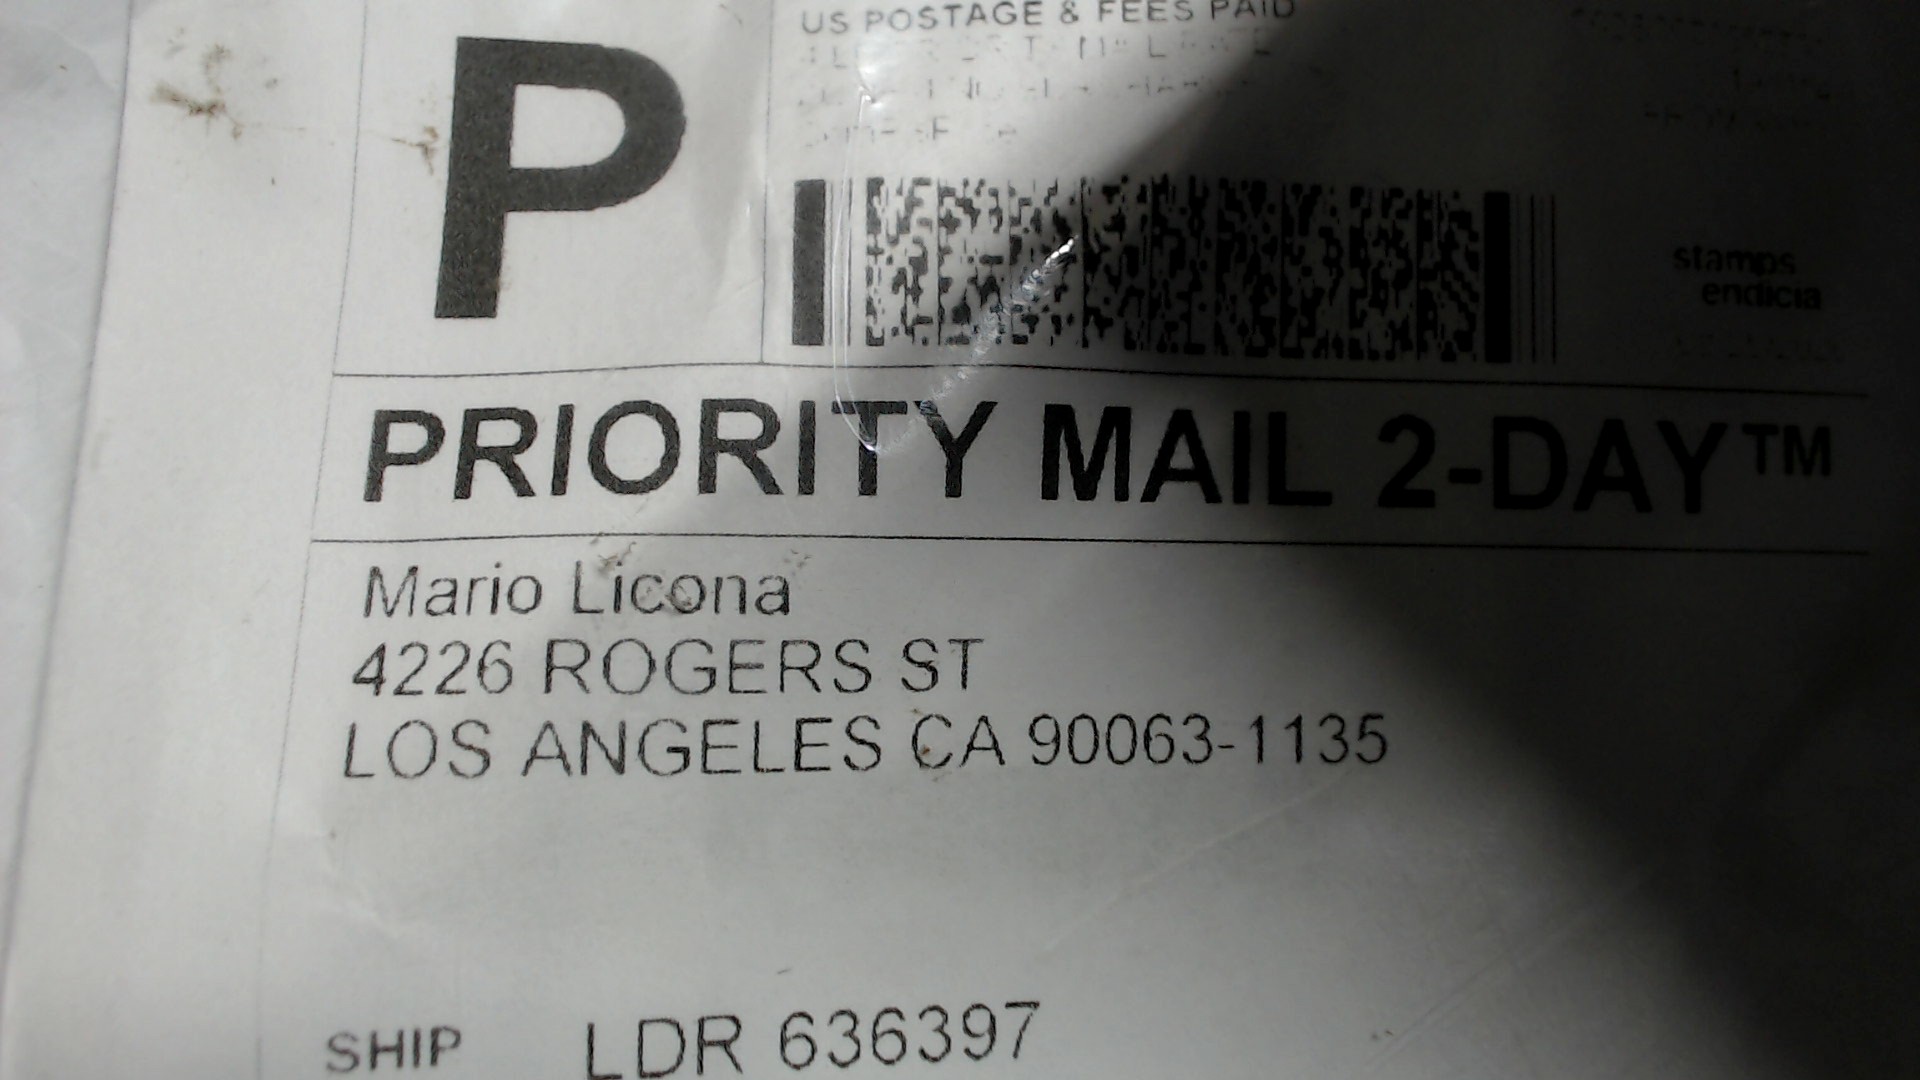 US POSTAGE & FEES PAID
P
stamps
endicia
PRIORITY MAIL 2-DAY™
Mario Licona
4226 ROGERS ST
LOS ANGELES CA 90063-1135
SHIP LDR 636397